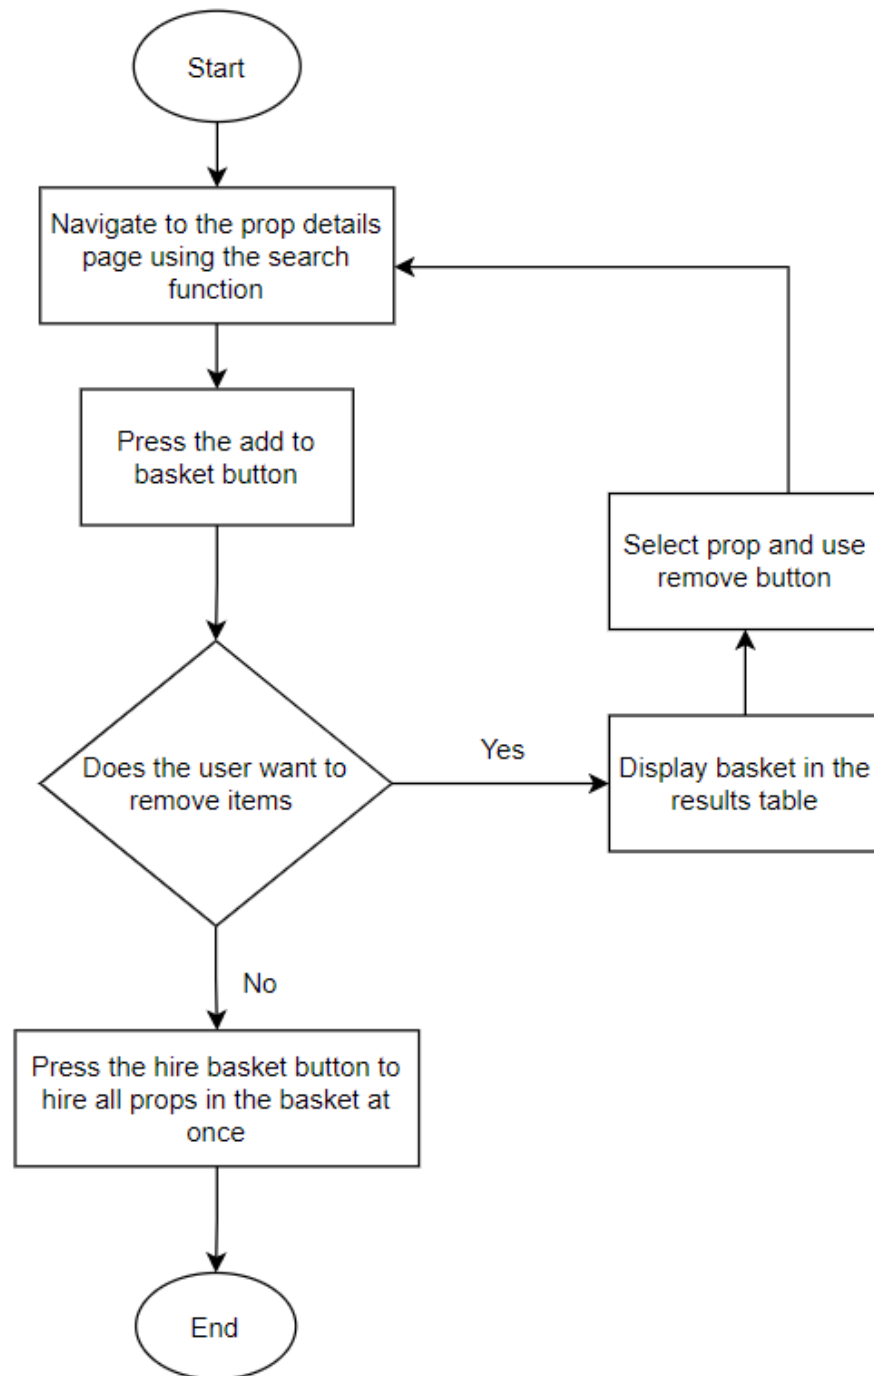 Start
Navigate to the prop details
page using the search
function
Press the add to
basket button
Does the user want to
remove items
Yes
Display basket in the
results table
Select prop and use
remove button
No
Press the hire basket button to
hire all props in the basket at
once
End